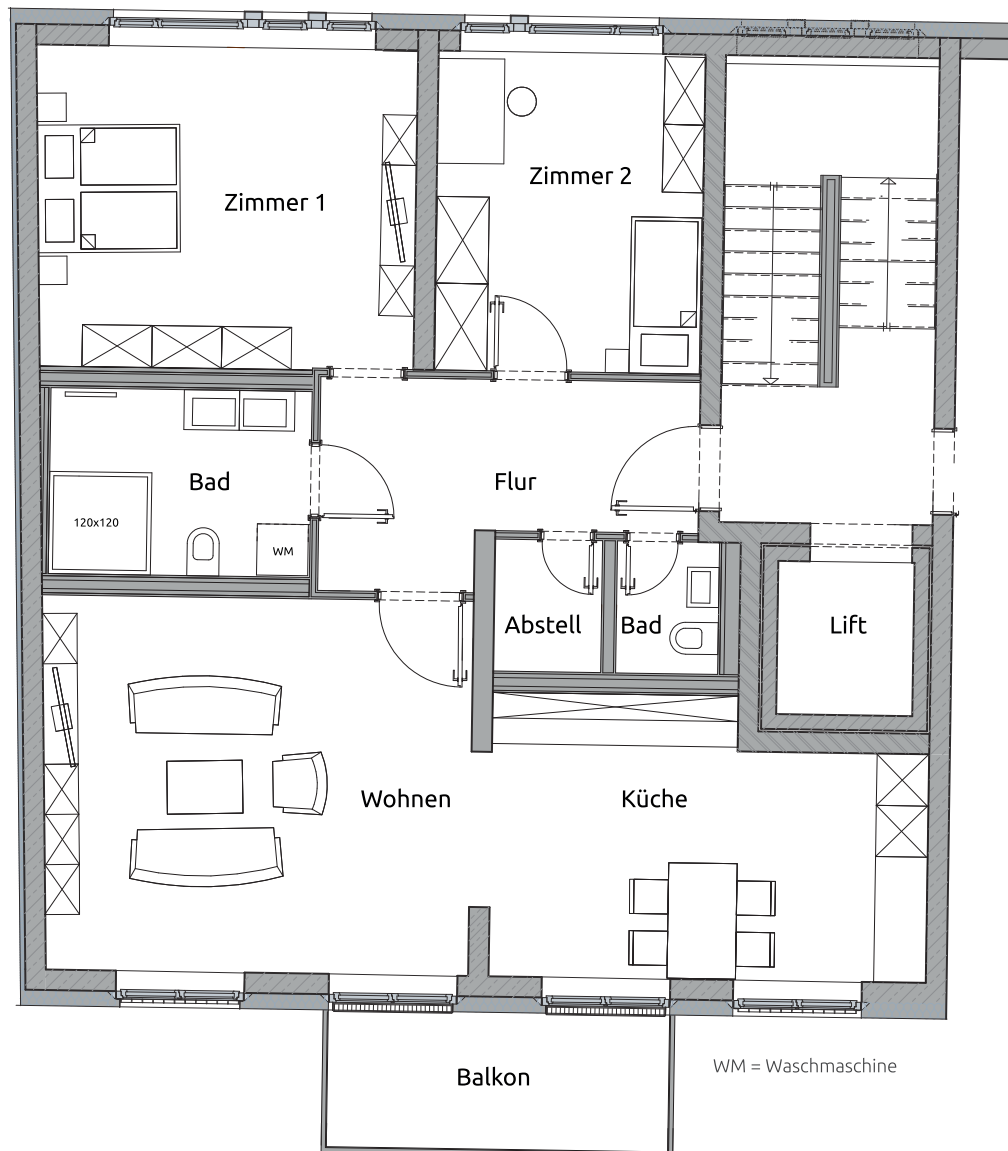 Zimmer 1
Zimmer 2
Bad
Flur
120x120
WM
Abstell
Bad
Lift
Wohnen
Küche
Balkon
WM = Waschmaschine